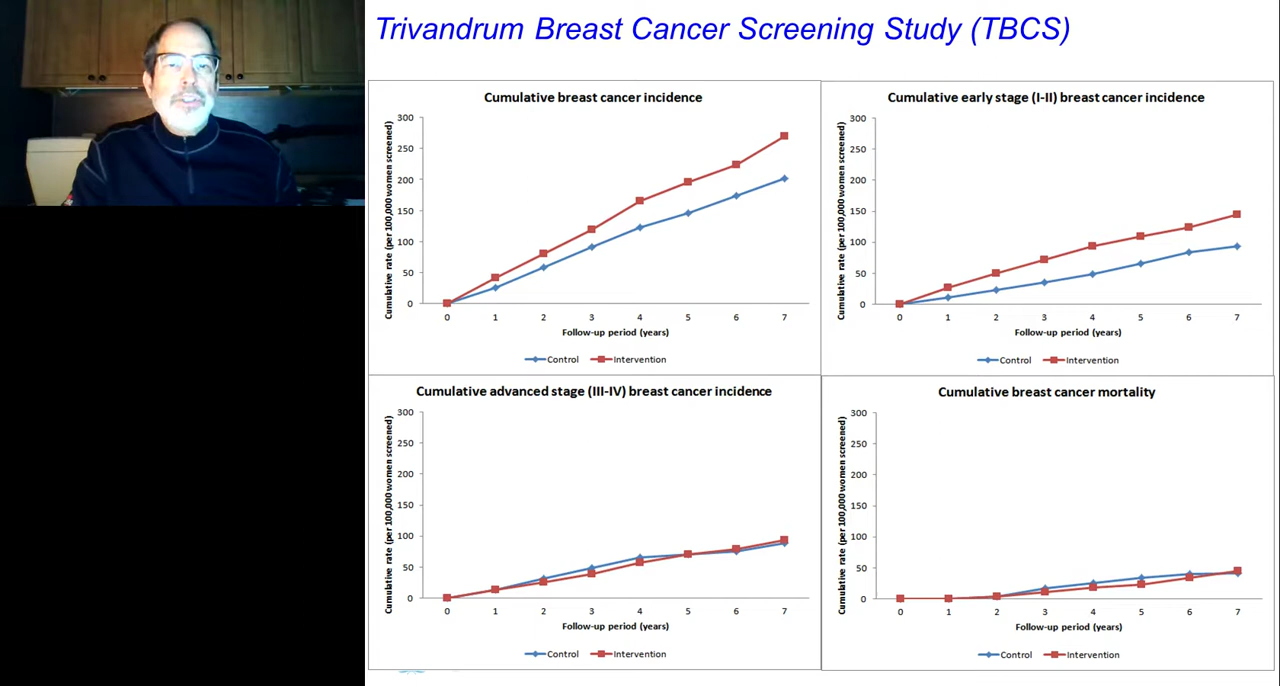 Trivandrum Breast Cancer Screening Study (TBCS)
Cumulative breast cancer incidence
Cumulative rate (per 100,000 women screened)
300
250
200
150
100
50
0
0 1 2 3 4 5 6 7
Follow-up period (years)
Control Intervention
Cumulative early stage (I-II) breast cancer incidence
Cumulative rate (per 100,000 women screened)
300
250
200
150
100
50
0
0 1 2 3 4 5 6 7
Follow-up period (years)
Control Intervention
Cumulative advanced stage (III-IV) breast cancer incidence
Cumulative rate (per 100,000 women screened)
300
250
200
150
100
50
0
0 1 2 3 4 5 6 7
Follow-up period (years)
Control Intervention
Cumulative breast cancer mortality
Cumulative rate (per 100,000 women screened)
300
250
200
150
100
50
0
0 1 2 3 4 5 6 7
Follow-up period (years)
Control Intervention